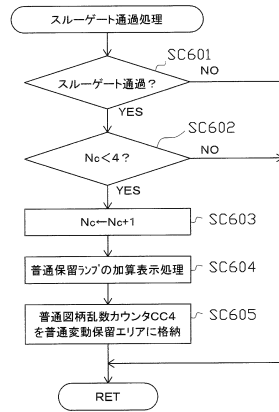 スルーゲート通過処理
SC601
スルーゲート通過?
NO
YES
SC602
Nc<4?
NO
YES
Nc←Nc+1
SC603
普通保留ランプの加算表示処理
SC604
普通図柄乱数カウンタCC4
を普通変動保留エリアに格納
SC605
RET